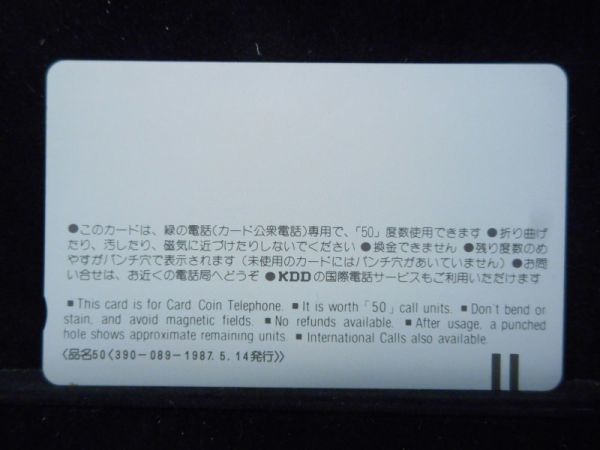 ●このカードは、緑の電話(カード公衆電話)専用で、「50」度数使用できます ●折り曲げ
たり、汚したり、磁気に近づけたりしないでください ●換金できません ●残り度数のめ
やすがパンチ穴で表示されます(未使用のカードにはパンチ穴があいていません) ●お問
い合せは、お近くの電話局へどうぞ ●KDDの国際電話サービスもご利用いただけます
■ This card is for Card Coin Telephone. ■ It is worth「50」call units. ■ Don't bend or
stain, and avoid magnetic fields. ■ No refunds available. ■ After usage, a punched
hole shows approximate remaining units. ■ International Calls also available.
〈品名50〈390-089-1987. 5. 14発行〉〉